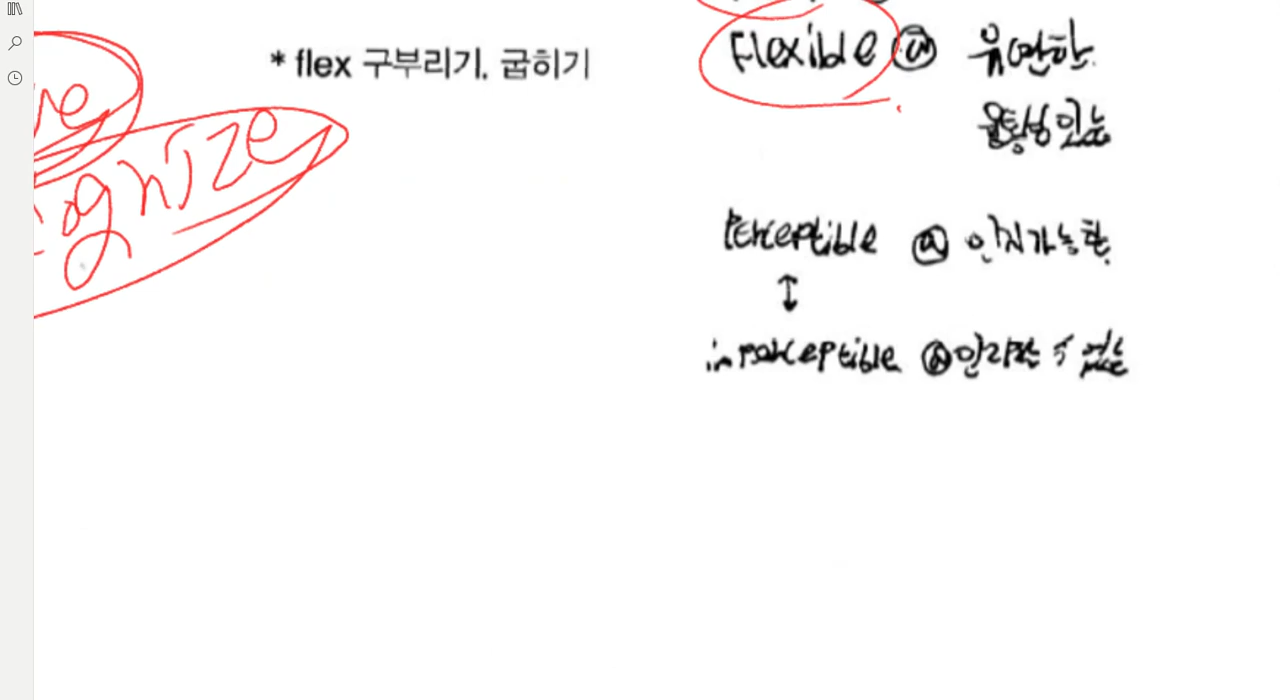 * flex 구부리기, 굽히기
Flexible ⓐ 유연한
융통성 있는
gnize
Perceptible ⓐ 인지 가능한
↕
imperceptible ⓐ 인지할 수 없는